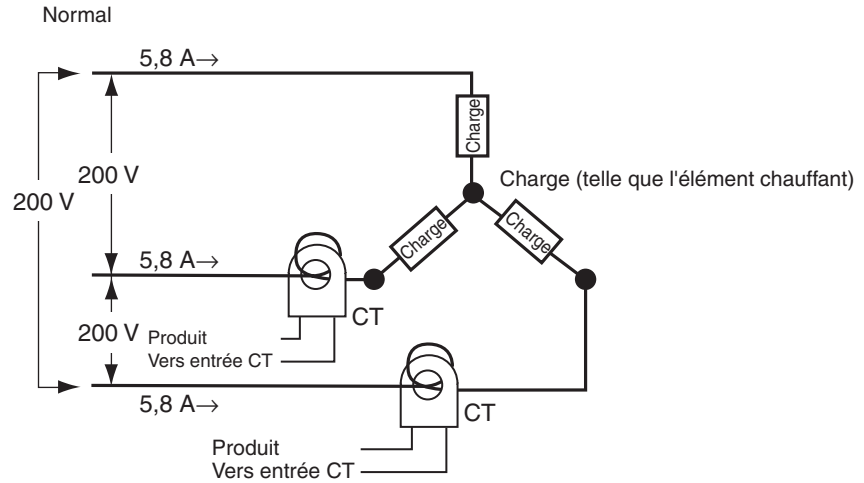 Normal
5,8 A→
Charge
200 V
Charge (telle que l'élément chauffant)
200 V
Charge
Charge
5,8 A→
CT
200 V
Produit
Vers entrée CT
5,8 A→
CT
Produit
Vers entrée CT